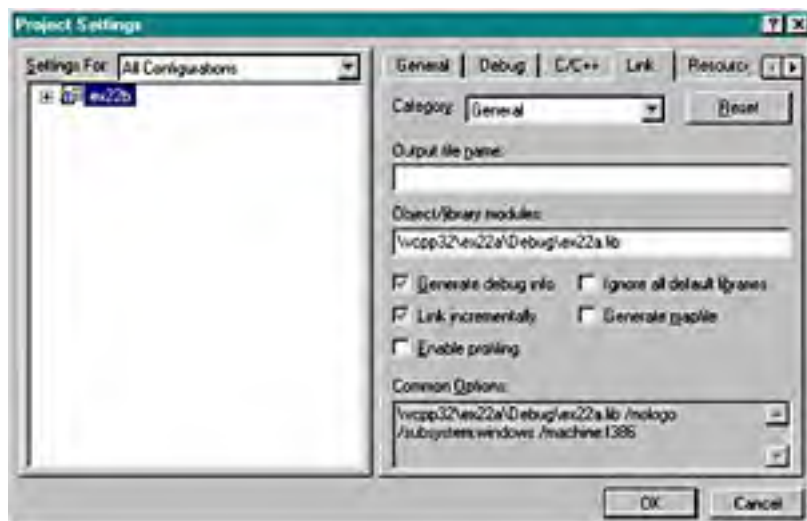 Project Settings
Settings For: All Configurations
ex22b
General Debug C/C++ Link Resource
Category: General Reset
Output file name:
Object/library modules:
\vcpp32\ex22a\Debug\ex22a.lib
Generate debug info Ignore all default libraries
Link incrementally Generate mapfile
Enable profiling
Common Options:
\vcpp32\ex22a\Debug\ex22a.lib /nologo
/subsystem:windows /machine:I386
OK Cancel